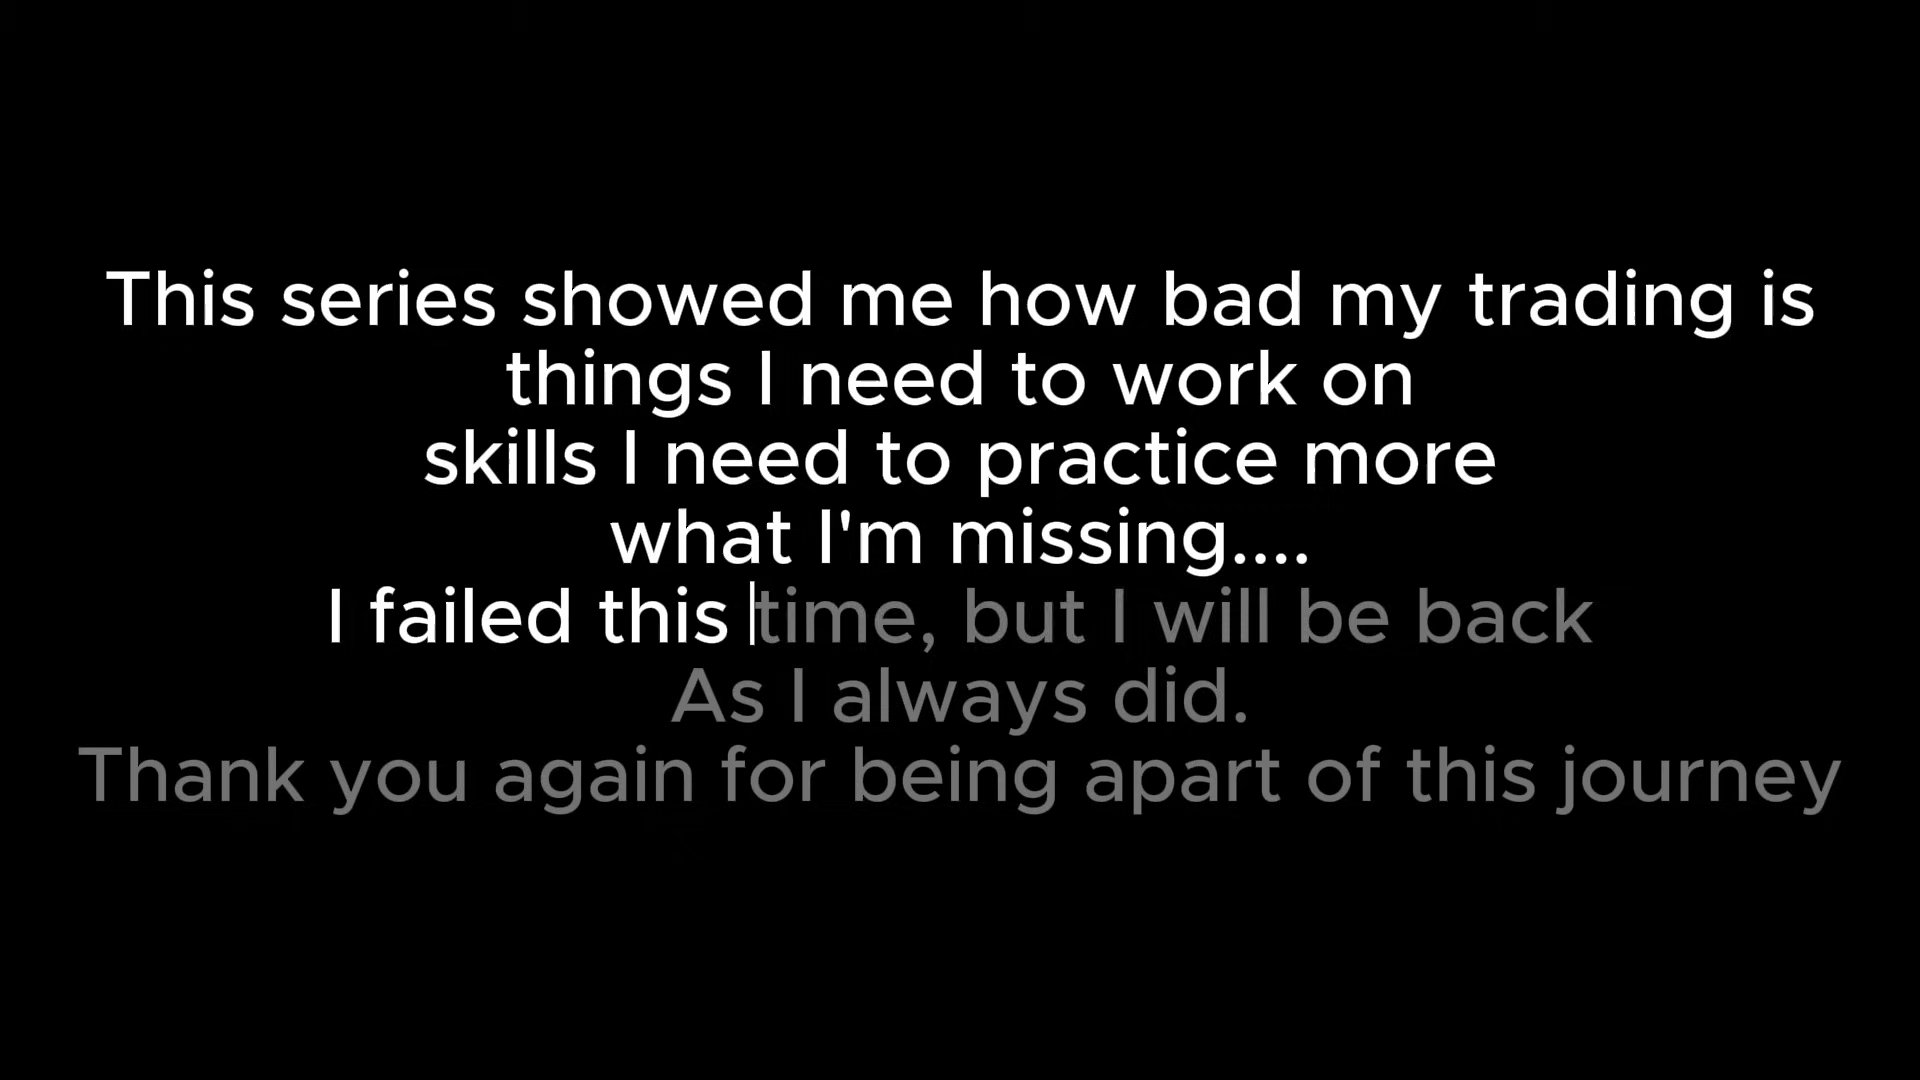 This series showed me how bad my trading is
things I need to work on
skills I need to practice more
what I'm missing....
I failed this time, but I will be back
As I always did.
Thank you again for being apart of this journey